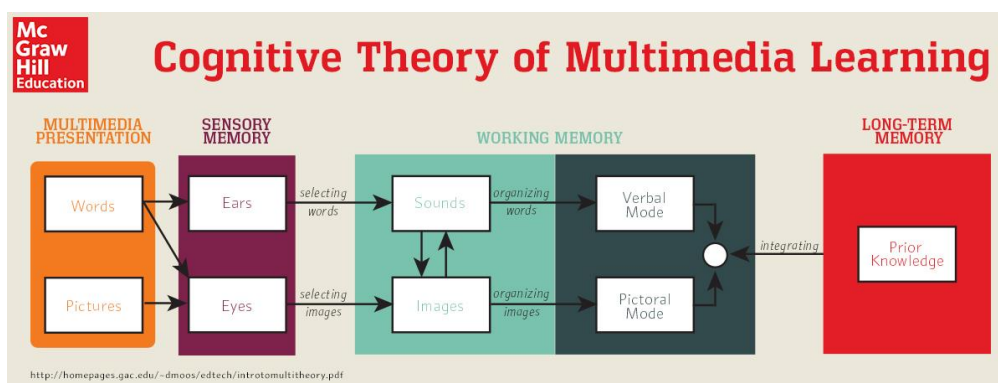 Mc
Graw
Hill
Education
Cognitive Theory of Multimedia Learning
MULTIMEDIA
PRESENTATION
SENSORY
MEMORY
WORKING MEMORY
LONG-TERM
MEMORY
Words
Ears
selecting
words
Sounds
organizing
words
Verbal
Mode
integrating
Prior
Knowledge
Pictures
Eyes
selecting
images
Images
organizing
images
Pictoral
Mode
http://homepages.gac.edu/~dmoos/edtech/introtomultitheory.pdf